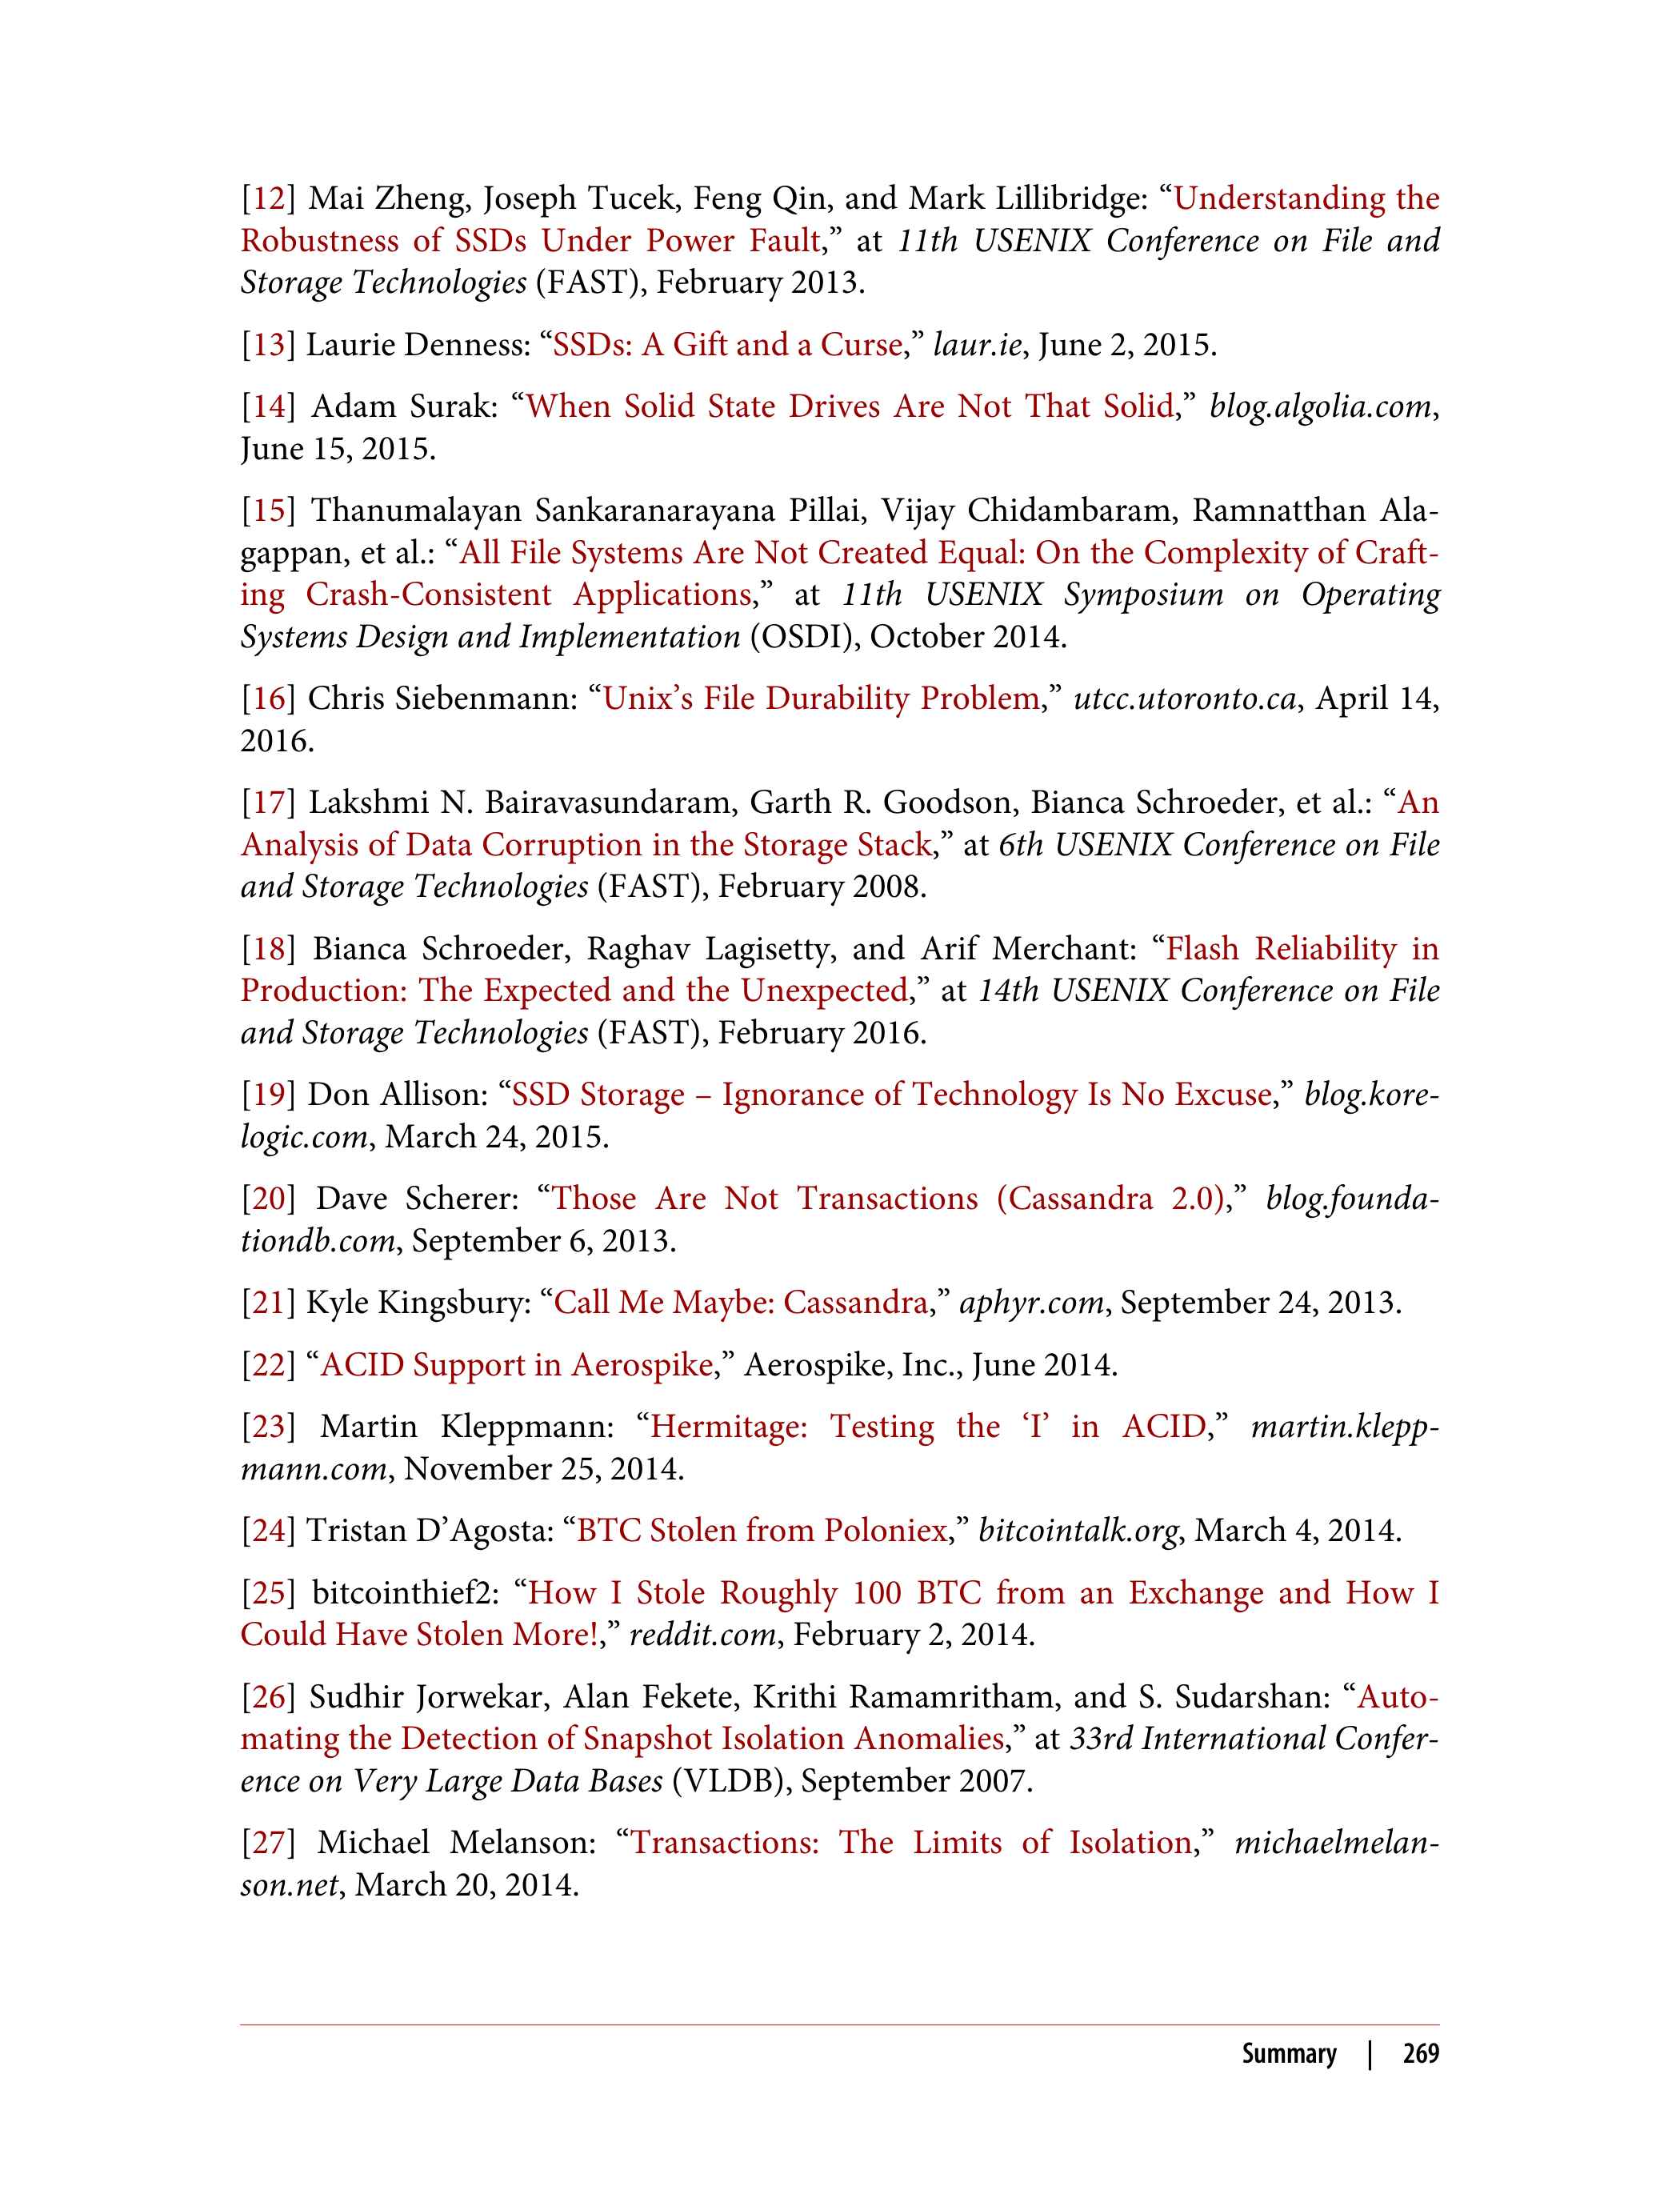 [12] Mai Zheng, Joseph Tucek, Feng Qin, and Mark Lillibridge: “Understanding the
Robustness of SSDs Under Power Fault,” at 11th USENIX Conference on File and
Storage Technologies (FAST), February 2013.
[13] Laurie Denness: “SSDs: A Gift and a Curse,” laur.ie, June 2, 2015.
[14] Adam Surak: “When Solid State Drives Are Not That Solid,” blog.algolia.com,
June 15, 2015.
[15] Thanumalayan Sankaranarayana Pillai, Vijay Chidambaram, Ramnatthan Ala-
gappan, et al.: “All File Systems Are Not Created Equal: On the Complexity of Craft-
ing Crash-Consistent Applications,” at 11th USENIX Symposium on Operating
Systems Design and Implementation (OSDI), October 2014.
[16] Chris Siebenmann: “Unix’s File Durability Problem,” utcc.utoronto.ca, April 14,
2016.
[17] Lakshmi N. Bairavasundaram, Garth R. Goodson, Bianca Schroeder, et al.: “An
Analysis of Data Corruption in the Storage Stack,” at 6th USENIX Conference on File
and Storage Technologies (FAST), February 2008.
[18] Bianca Schroeder, Raghav Lagisetty, and Arif Merchant: “Flash Reliability in
Production: The Expected and the Unexpected,” at 14th USENIX Conference on File
and Storage Technologies (FAST), February 2016.
[19] Don Allison: “SSD Storage – Ignorance of Technology Is No Excuse,” blog.kore-
logic.com, March 24, 2015.
[20] Dave Scherer: “Those Are Not Transactions (Cassandra 2.0),” blog.founda-
tiondb.com, September 6, 2013.
[21] Kyle Kingsbury: “Call Me Maybe: Cassandra,” aphyr.com, September 24, 2013.
[22] “ACID Support in Aerospike,” Aerospike, Inc., June 2014.
[23] Martin Kleppmann: “Hermitage: Testing the ‘I’ in ACID,” martin.klepp-
mann.com, November 25, 2014.
[24] Tristan D’Agosta: “BTC Stolen from Poloniex,” bitcointalk.org, March 4, 2014.
[25] bitcointhief2: “How I Stole Roughly 100 BTC from an Exchange and How I
Could Have Stolen More!,” reddit.com, February 2, 2014.
[26] Sudhir Jorwekar, Alan Fekete, Krithi Ramamritham, and S. Sudarshan: “Auto-
mating the Detection of Snapshot Isolation Anomalies,” at 33rd International Confer-
ence on Very Large Data Bases (VLDB), September 2007.
[27] Michael Melanson: “Transactions: The Limits of Isolation,” michaelmelan-
son.net, March 20, 2014.
Summary | 269